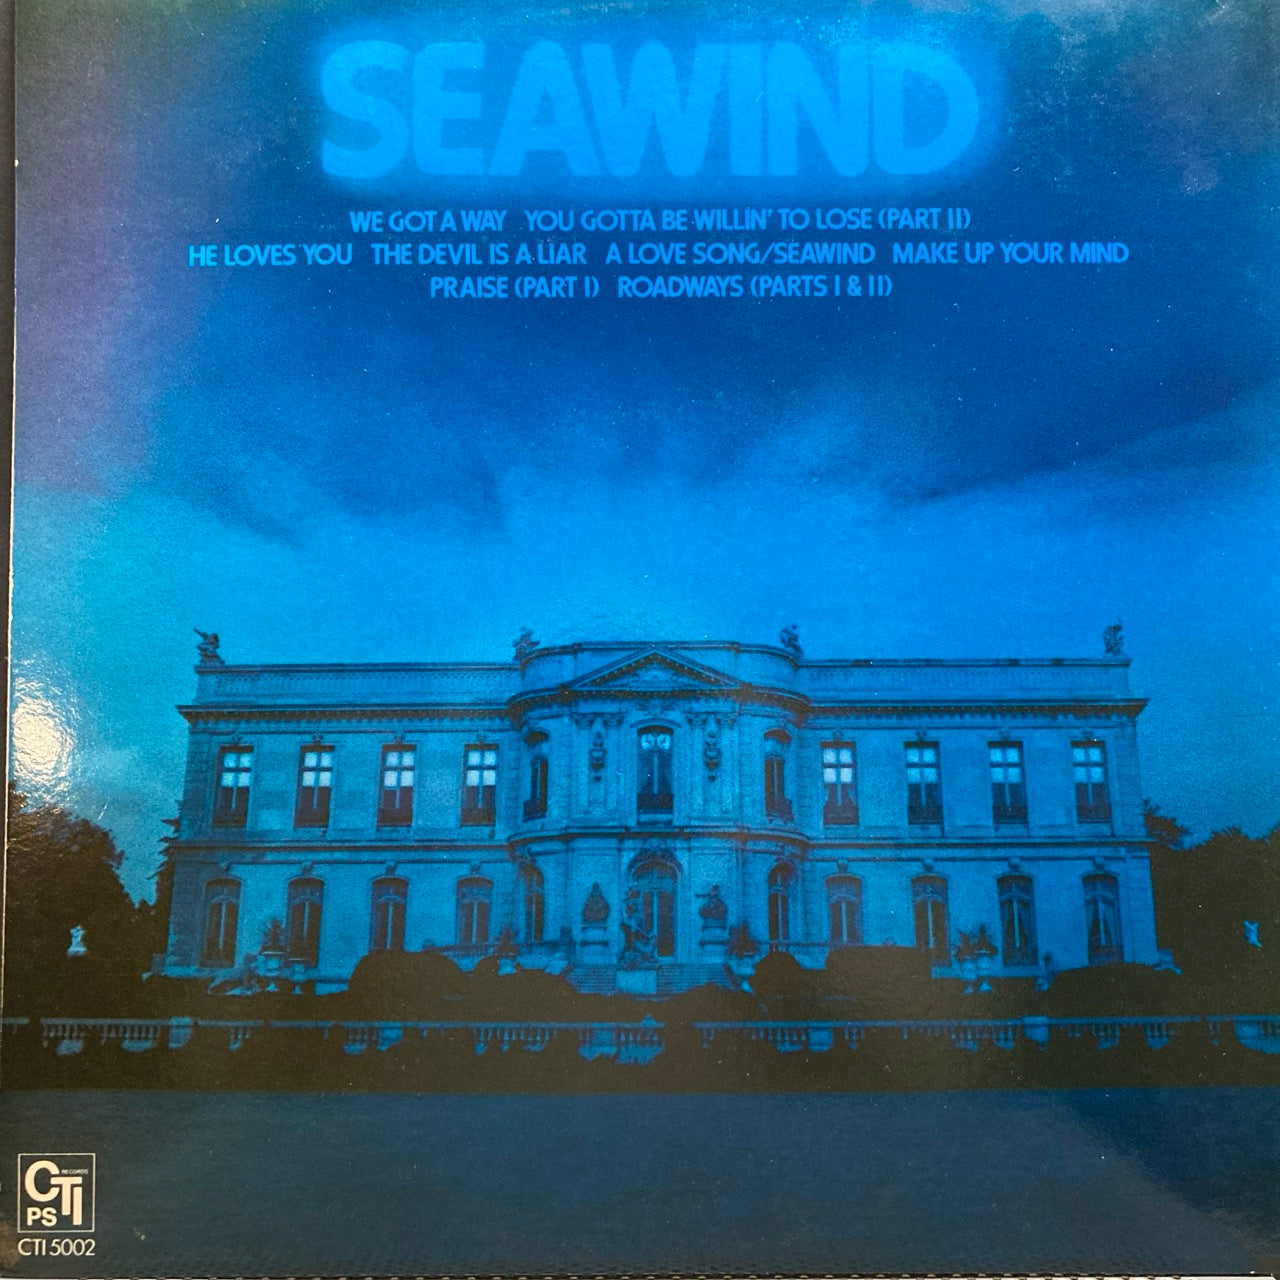 SEAWIND
WE GOT A WAY YOU GOTTA BE WILLIN' TO LOSE (PART II)
HE LOVES YOU THE DEVIL IS A LIAR A LOVE SONG/SEAWIND MAKE UP YOUR MIND
PRAISE (PART I) ROADWAYS (PARTS I & II)
CTI RECORDS
PS
CTI 5002